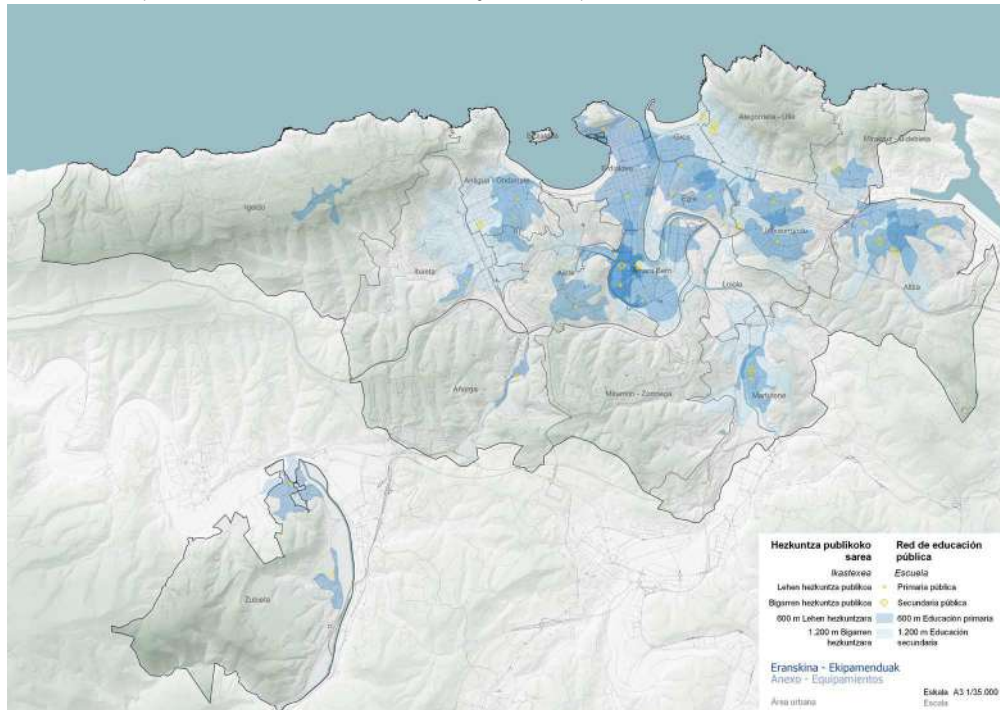 Ategorrieta - Ulia
Gros
Antigua - Ondarreta
Erdialdea
Egia
Igeldo
Intxaurrondo
Ibaeta
Aiete
Amara Berri
Loiola
Altza
Añorga
Miramon - Zorroaga
Martutene
Zubieta
Hezkuntza publikoko sarea Red de educación pública
Ikastexea Escuela
Lehen hezkuntza publikoa Primaria pública
Bigarren hezkuntza publikoa Secundaria pública
600 m Lehen hezkuntzara 600 m Educación primaria
1.200 m Bigarren hezkuntzara 1.200 m Educación secundaria
Eranskina - Ekipamenduak
Anexo - Equipamientos
Área urbana
Eskala A3 1/35.000
Escala